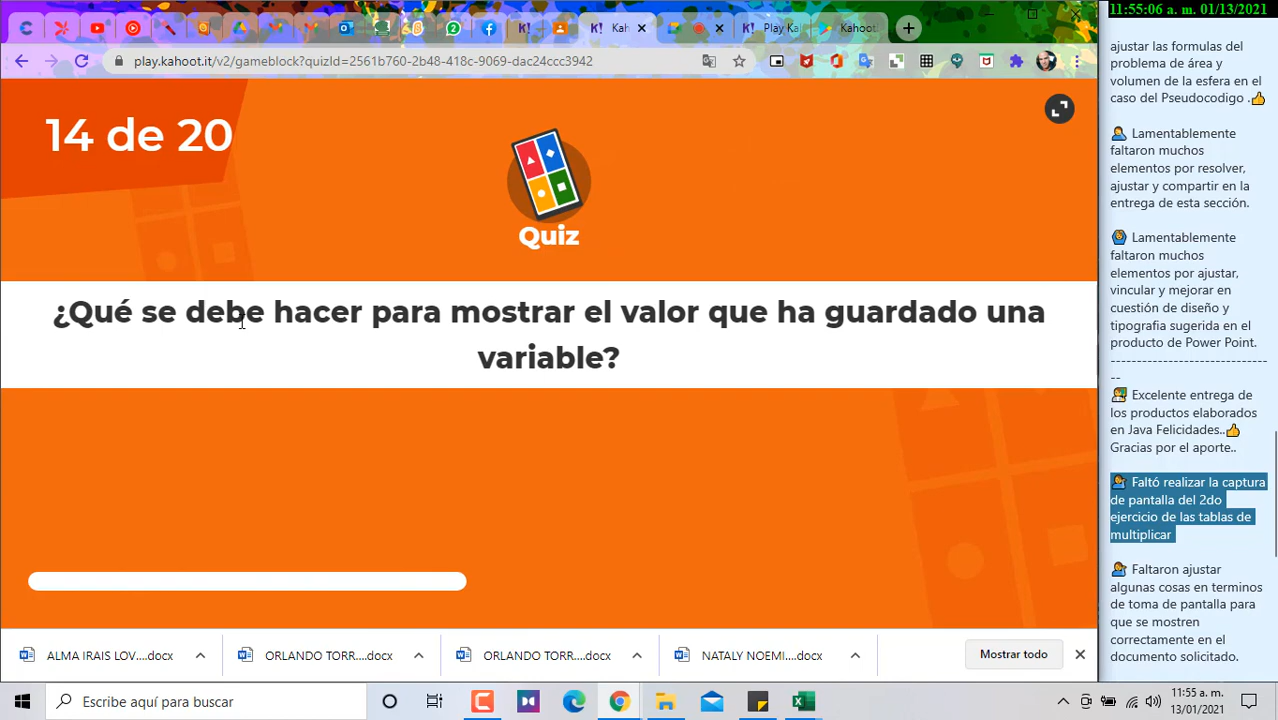 11:55:06 a. m. 01/13/2021
Kah
Play Ka
Kahoot!
play.kahoot.it/v2/gameblock?quizId=2561b760-2b48-418c-9069-dac24ccc3942
14 de 20
Quiz
¿Qué se debe hacer para mostrar el valor que ha guardado una
variable?
ajustar las formulas del
problema de área y
volumen de la esfera en el
caso del Pseudocodigo .👍
Lamentablemente
faltaron muchos
elementos por resolver,
ajustar y compartir en la
entrega de esta sección.
Lamentablemente
faltaron muchos
elementos por ajustar,
vincular y mejorar en
cuestión de diseño y
tipografia sugerida en el
producto de Power Point.
------------------------------
--
Excelente entrega de
los productos elaborados
en Java Felicidades..👍
Gracias por el aporte..
Faltó realizar la captura
de pantalla del 2do
ejercicio de las tablas de
multiplicar
Faltaron ajustar
algunas cosas en terminos
de toma de pantalla para
que se mostren
correctamente en el
documento solicitado.
ALMA IRAIS LOV....docx
ORLANDO TORR....docx
ORLANDO TORR....docx
NATALY NOEMI....docx
Mostrar todo
Escribe aquí para buscar
11:55 a. m.
13/01/2021